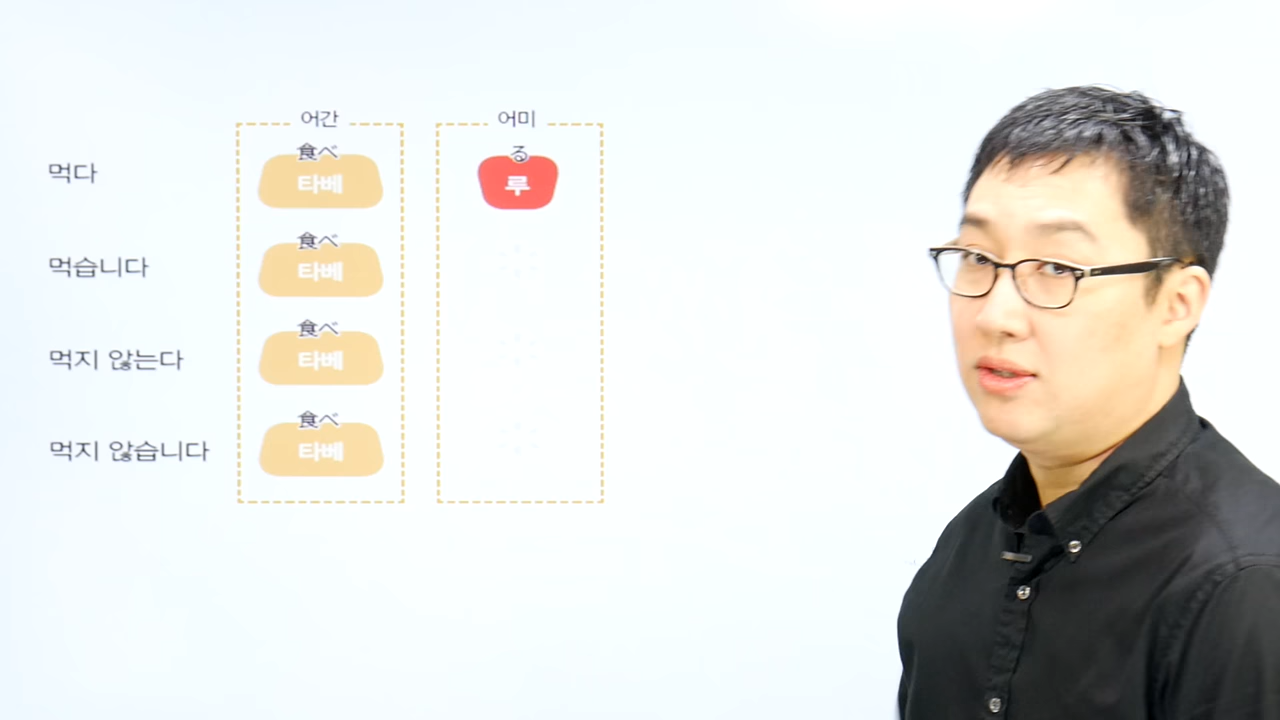 어간 어미
먹다 食べ る
타베 루
먹습니다 食べ
타베
먹지 않는다 食べ
타베
먹지 않습니다 食べ
타베